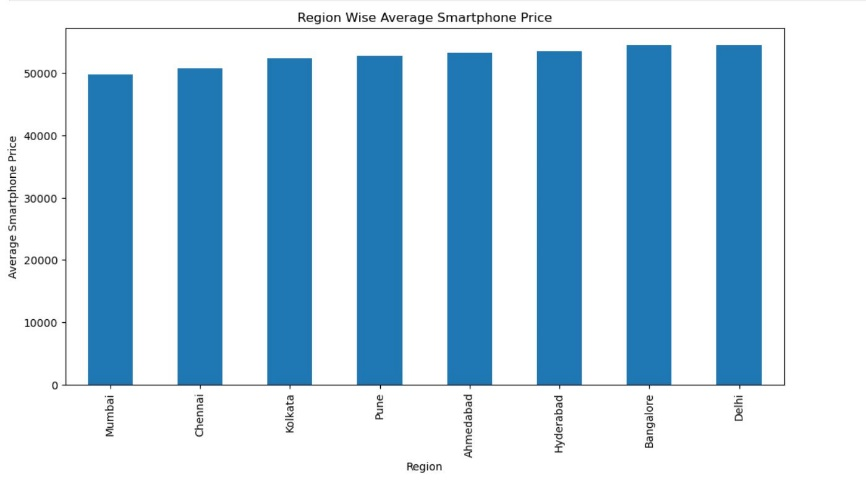 Region Wise Average Smartphone Price
Average Smartphone Price
50000
40000
30000
20000
10000
0
Mumbai
Chennai
Kolkata
Pune
Ahmedabad
Hyderabad
Bangalore
Delhi
Region